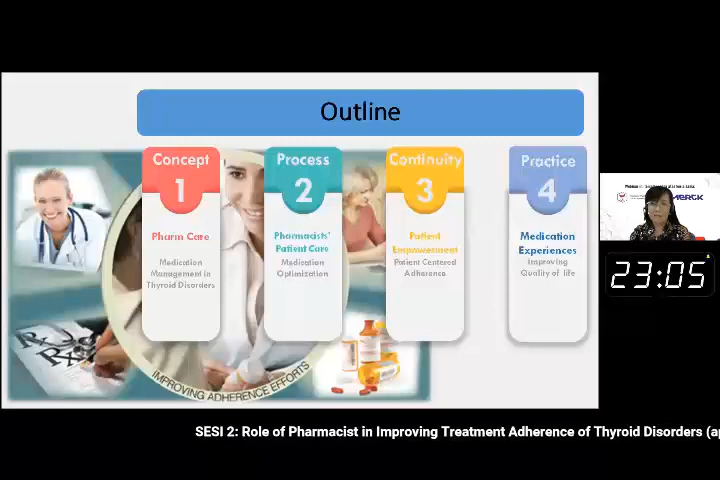 Outline
Concept
1
Pharm Care
Medication
Management in
Thyroid Disorders
Process
2
Pharmacists'
Patient Care
Medication
Optimization
Continuity
3
Patient
Empowerment
Patient Centered
Adherence
Practice
4
Medication
Experiences
Improving
Quality of life
IMPROVING ADHERENCE EFFORTS
MERCK
23:05
SESI 2: Role of Pharmacist in Improving Treatment Adherence of Thyroid Disorders (ap